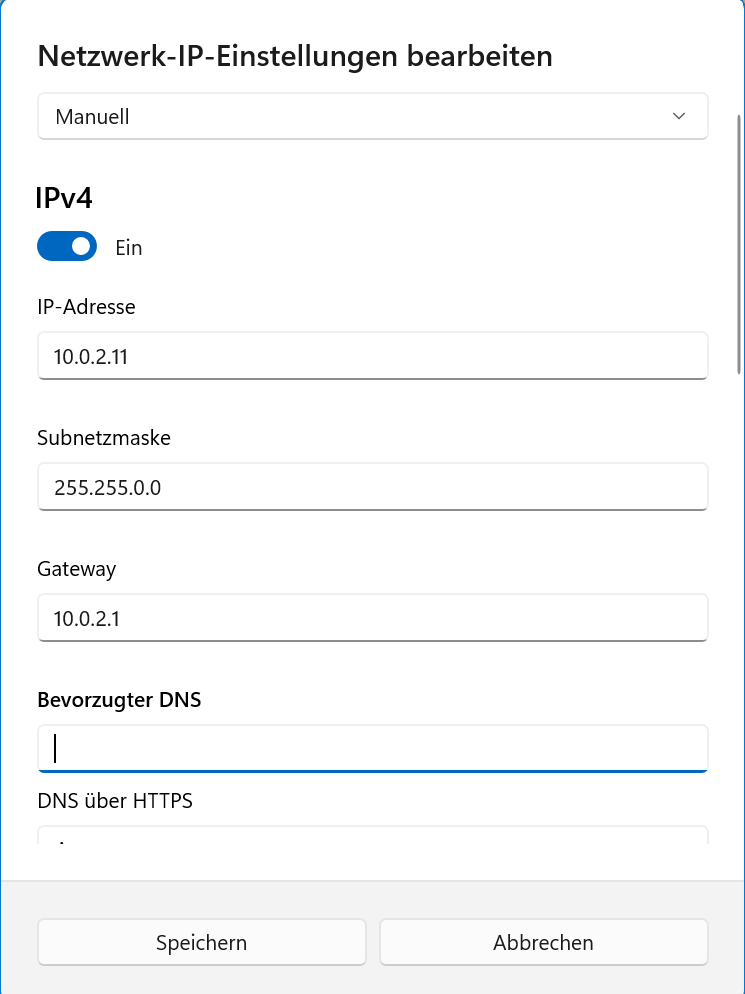 Netzwerk-IP-Einstellungen bearbeiten
Manuell
IPv4
Ein
IP-Adresse
10.0.2.11
Subnetzmaske
255.255.0.0
Gateway
10.0.2.1
Bevorzugter DNS
DNS über HTTPS
Speichern
Abbrechen